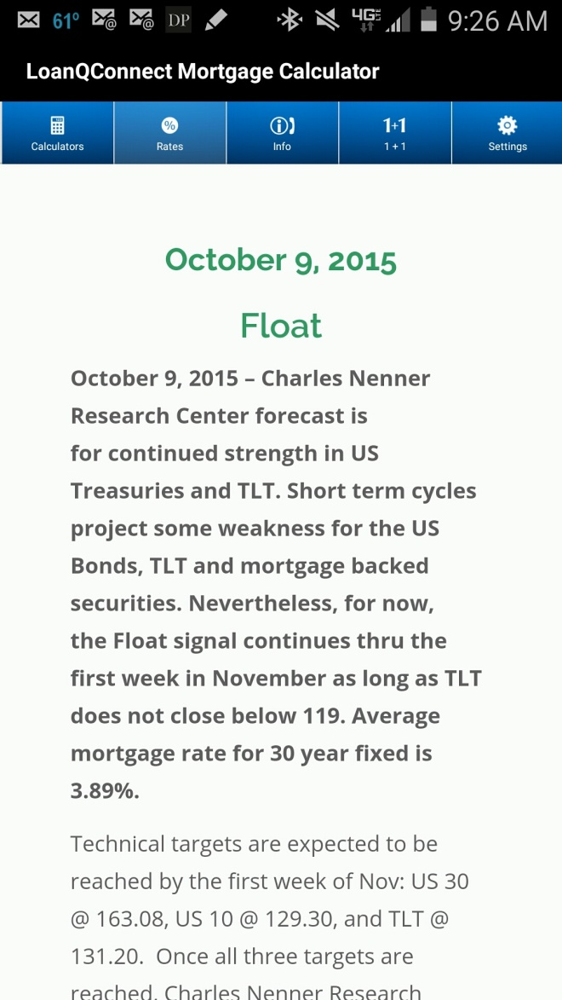 61° DP 4G LTE 9:26 AM
LoanQConnect Mortgage Calculator
% 1+1
Calculators Rates Info 1 + 1 Settings
October 9, 2015
Float
October 9, 2015 – Charles Nenner
Research Center forecast is
for continued strength in US
Treasuries and TLT. Short term cycles
project some weakness for the US
Bonds, TLT and mortgage backed
securities. Nevertheless, for now,
the Float signal continues thru the
first week in November as long as TLT
does not close below 119. Average
mortgage rate for 30 year fixed is
3.89%.
Technical targets are expected to be
reached by the first week of Nov: US 30
@ 163.08, US 10 @ 129.30, and TLT @
131.20.  Once all three targets are
reached, Charles Nenner Research